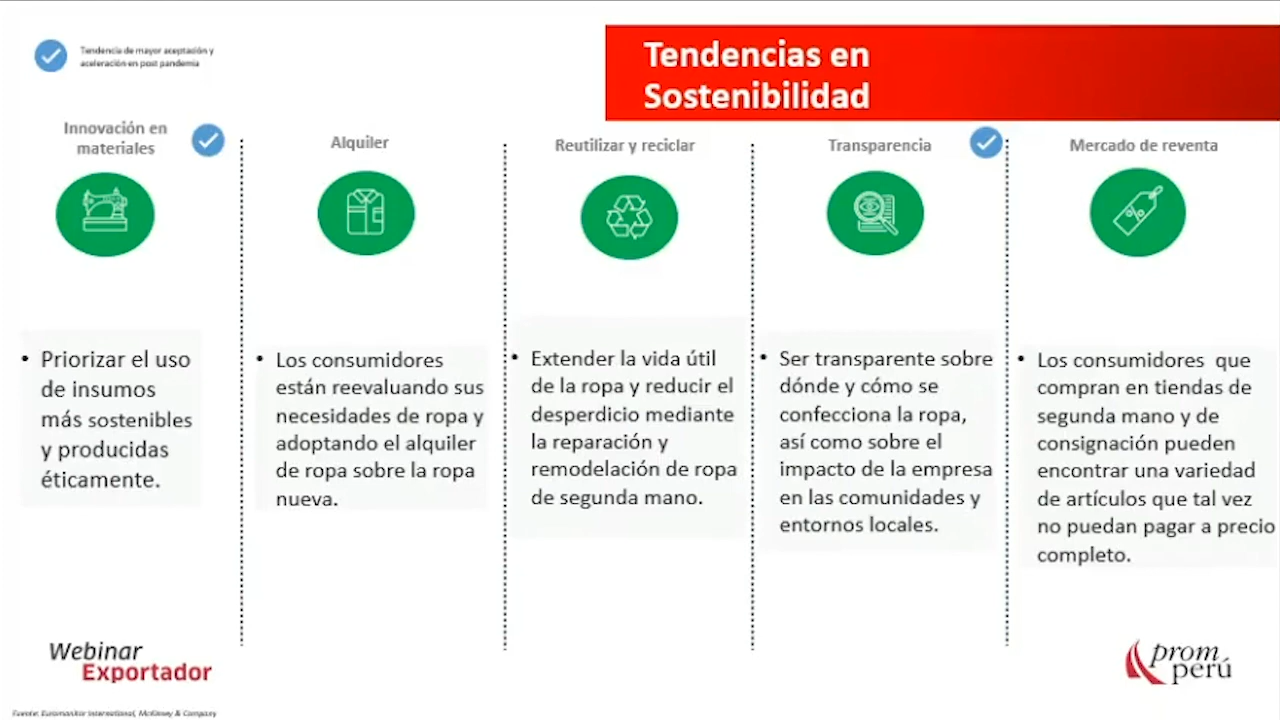 Tendencia de mayor aceptación y
aceleración en post pandemia
Tendencias en
Sostenibilidad
Innovación en
materiales
Alquiler
Reutilizar y reciclar
Transparencia
Mercado de reventa
• Priorizar el uso
de insumos
más sostenibles
y producidas
éticamente.
• Los consumidores
están reevaluando sus
necesidades de ropa y
adoptando el alquiler
de ropa sobre la ropa
nueva.
• Extender la vida útil
de la ropa y reducir el
desperdicio mediante
la reparación y
remodelación de ropa
de segunda mano.
• Ser transparente sobre
dónde y cómo se
confecciona la ropa,
así como sobre el
impacto de la empresa
en las comunidades y
entornos locales.
• Los consumidores que
compran en tiendas de
segunda mano y de
consignación pueden
encontrar una variedad
de artículos que tal vez
no puedan pagar a precio
completo.
Webinar
Exportador
prom
perú
Fuente: Euromonitor International, McKinsey & Company